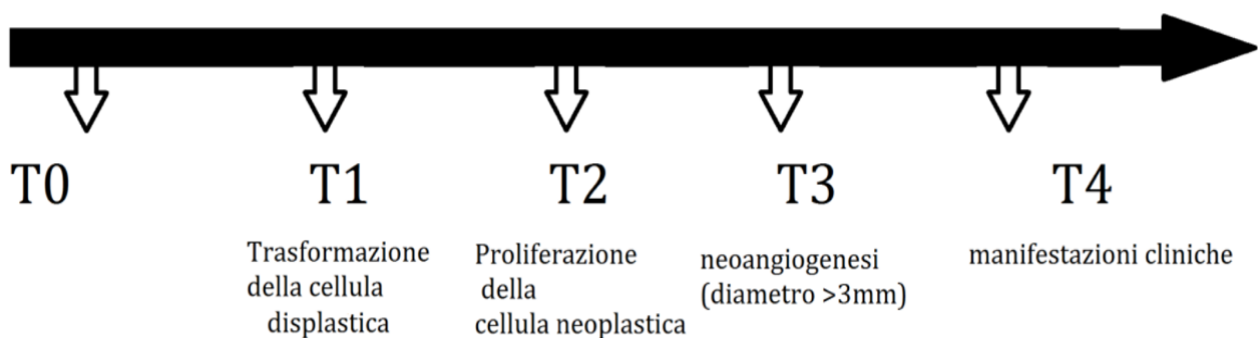 T0
T1
T2
T3
T4
Trasformazione
della cellula
displastica
Proliferazione
della
cellula neoplastica
neoangiogenesi
(diametro >3mm)
manifestazioni cliniche